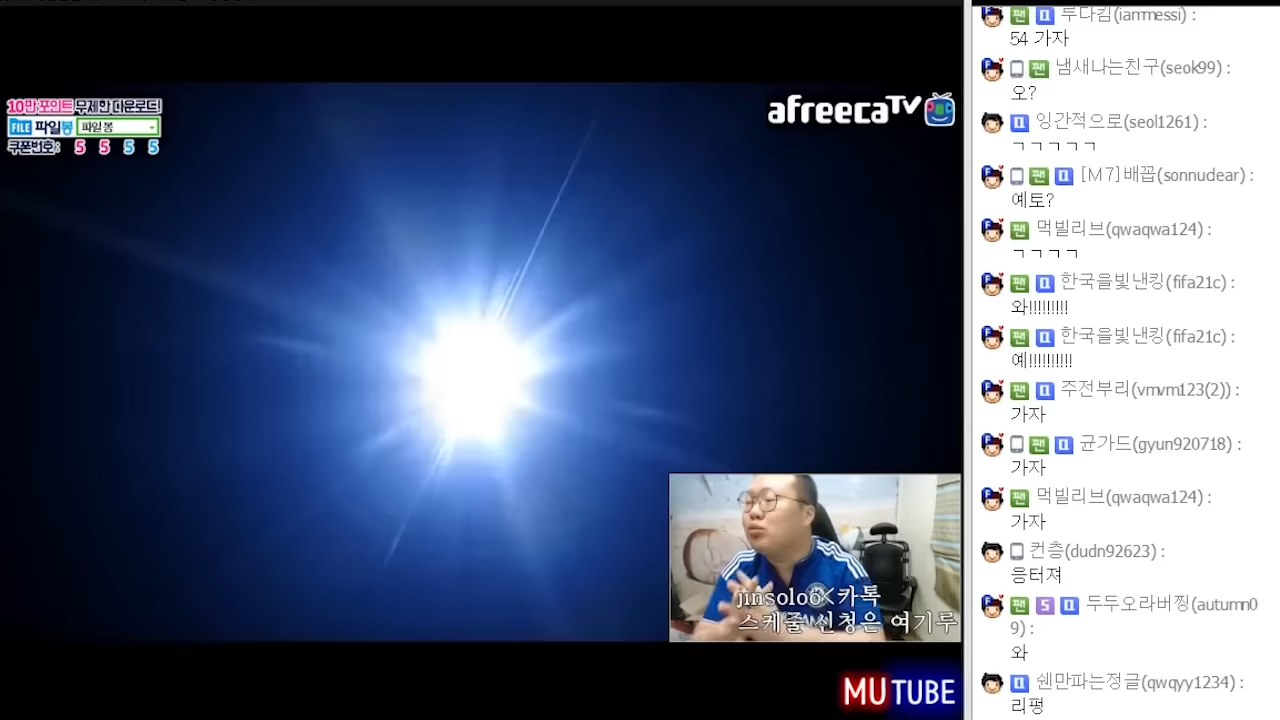 10만 포인트 무제한 다운로드!
FILE 파일봉 파일봉
쿠폰번호: 5 5 5 5
afreecaTV
jinsoloo<카톡
스케줄 신청은 여기루
MUTUBE
팬 루다킴(iammessi) :
54 가자
팬 냄새나는친구(seok99) :
오?
잉간적으로(seol1261) :
ㄱㄱㄱㄱㄱ
팬 [M7]배꼽(sonnudear) :
예토?
팬 먹빌리브(qwaqwa124) :
ㄱㄱㄱㄱ
팬 한국을빛낸킹(fifa21c) :
와!!!!!!!!!
팬 한국을빛낸킹(fifa21c) :
예!!!!!!!!!!
팬 주전부리(vmvm123(2)) :
가자
팬 균가드(gyun920718) :
가자
팬 먹빌리브(qwaqwa124) :
가자
컨층(dudn92623) :
응터져
팬 S 두두오라버찡(autumn0
9) :
와
쉔만파는정글(qwqyy1234) :
리펑